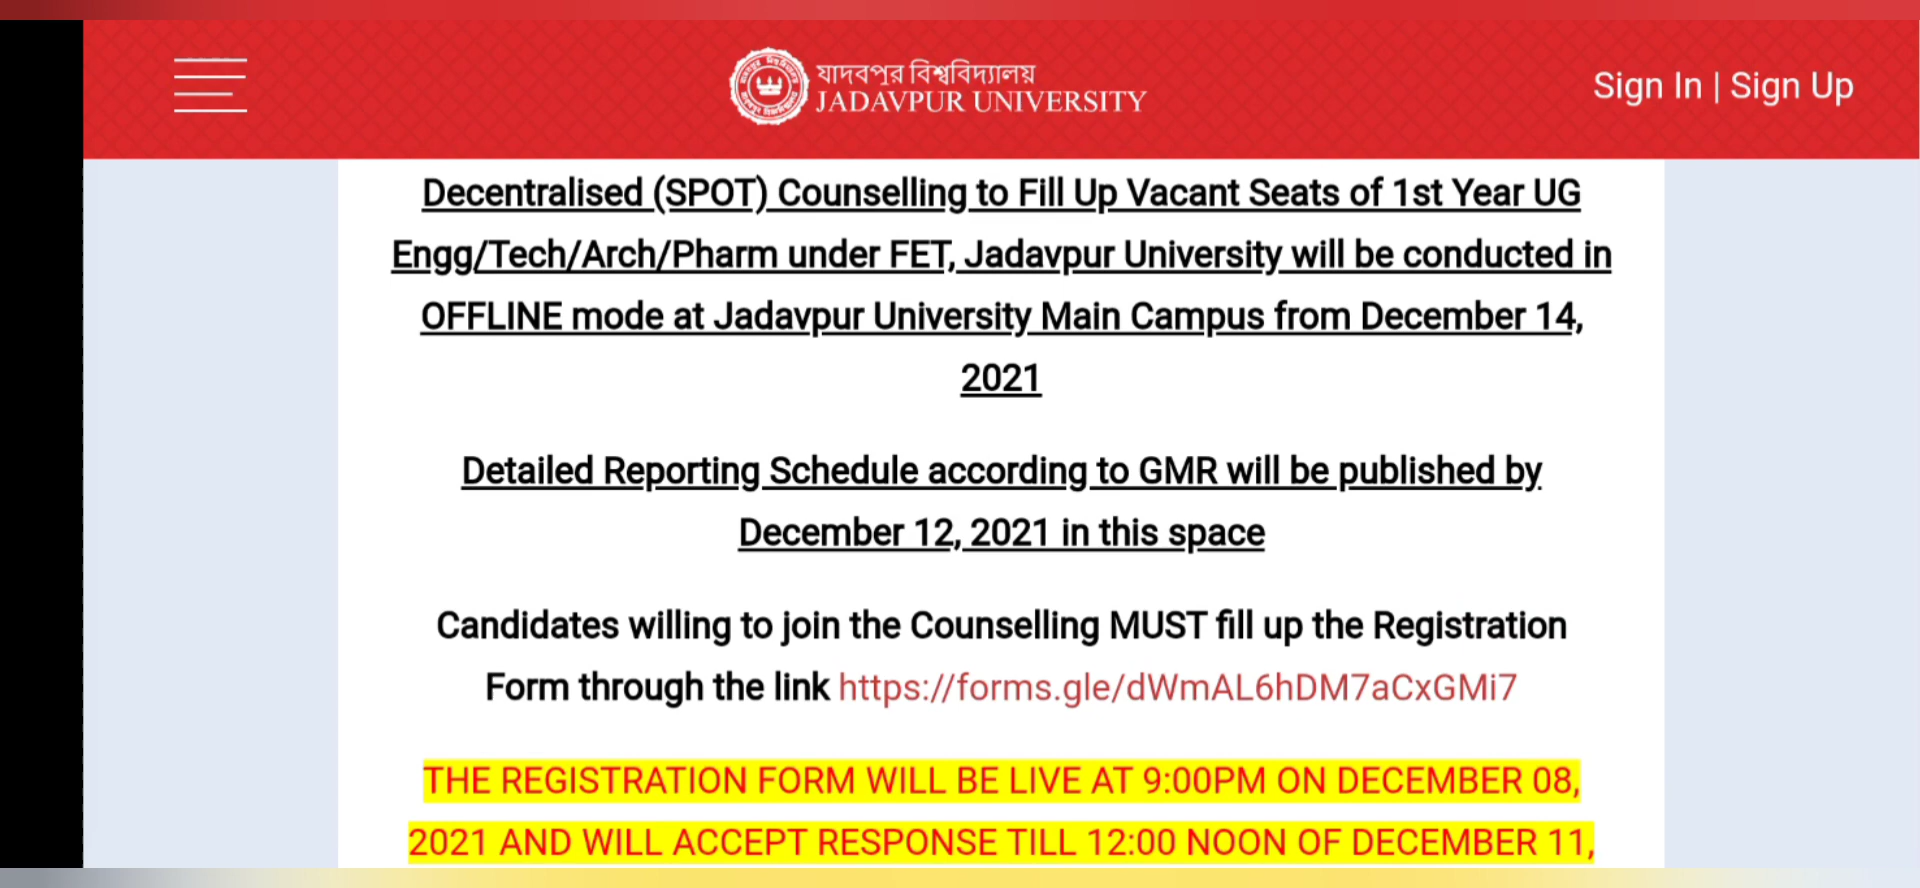 যাদবপুর বিশ্ববিদ্যালয়
JADAVPUR UNIVERSITY
Sign In | Sign Up
Decentralised (SPOT) Counselling to Fill Up Vacant Seats of 1st Year UG
Engg/Tech/Arch/Pharm under FET, Jadavpur University will be conducted in
OFFLINE mode at Jadavpur University Main Campus from December 14,
2021
Detailed Reporting Schedule according to GMR will be published by
December 12, 2021 in this space
Candidates willing to join the Counselling MUST fill up the Registration
Form through the link https://forms.gle/dWmAL6hDM7aCxGMi7
THE REGISTRATION FORM WILL BE LIVE AT 9:00PM ON DECEMBER 08,
2021 AND WILL ACCEPT RESPONSE TILL 12:00 NOON OF DECEMBER 11,